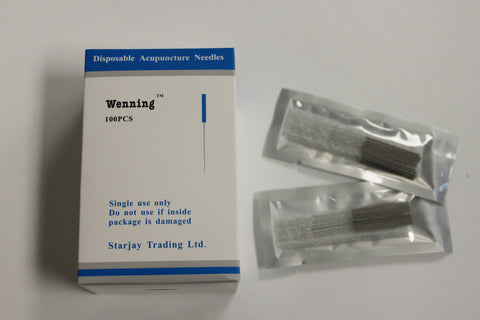 Disposable Acupuncture Needles
Wenning™
100PCS
Single use only
Do not use if inside
package is damaged
Starjay Trading Ltd.